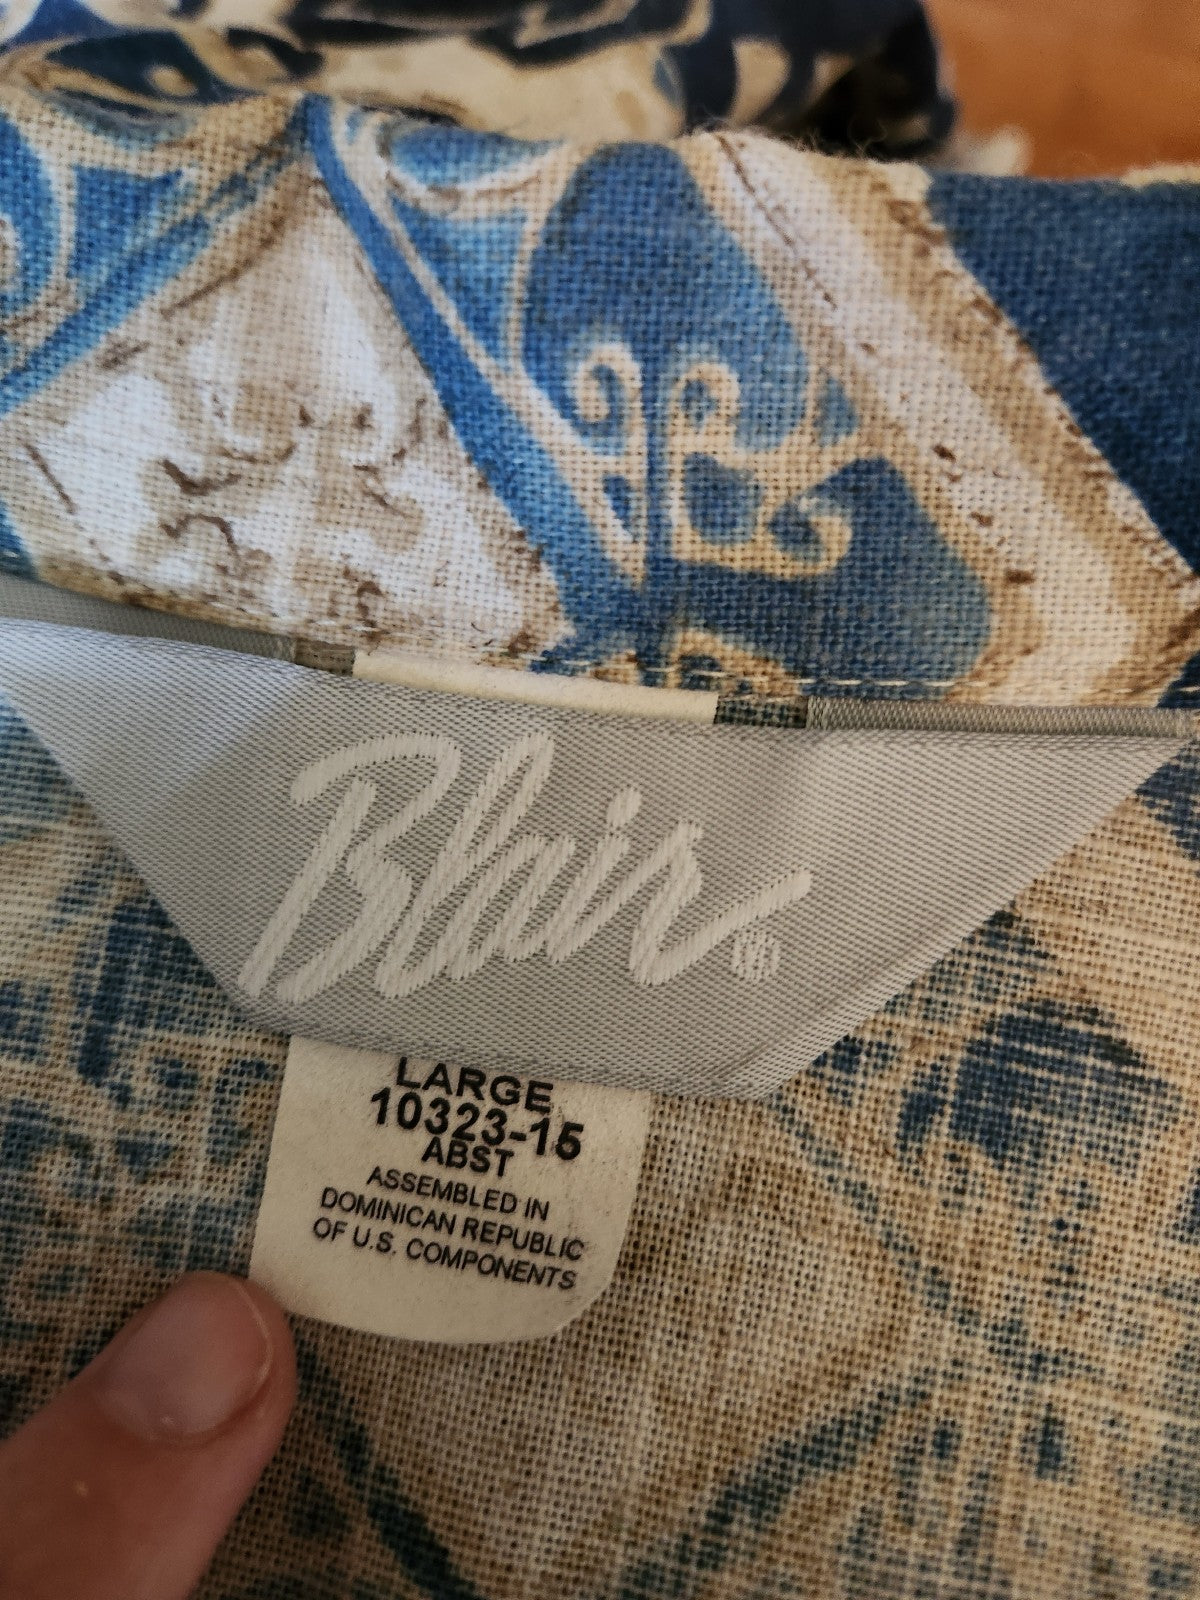 Blair
LARGE
10323-15
ABST
ASSEMBLED IN
DOMINICAN REPUBLIC
OF U.S. COMPONENTS